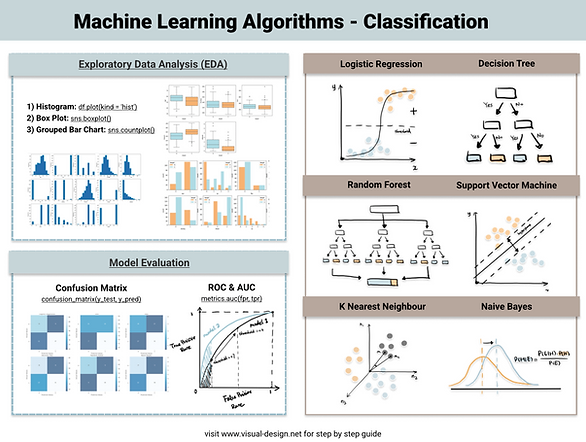 Machine Learning Algorithms - Classification
Exploratory Data Analysis (EDA)
1) Histogram: df.plot(kind = 'hist')
2) Box Plot: sns.boxplot()
3) Grouped Bar Chart: sns.countplot()
Model Evaluation
Confusion Matrix
confusion_matrix(y_test, y_pred)
ROC & AUC
metrics.auc(fpr, tpr)
True Positive
Rate
model 2
model 1
False Positive
Rate
Logistic Regression
y
+
threshold
-
Decision Tree
Yes
No
Yes
No
Yes
No
Random Forest
Support Vector Machine
y
x
K Nearest Neighbour
Naive Bayes
visit www.visual-design.net for step by step guide